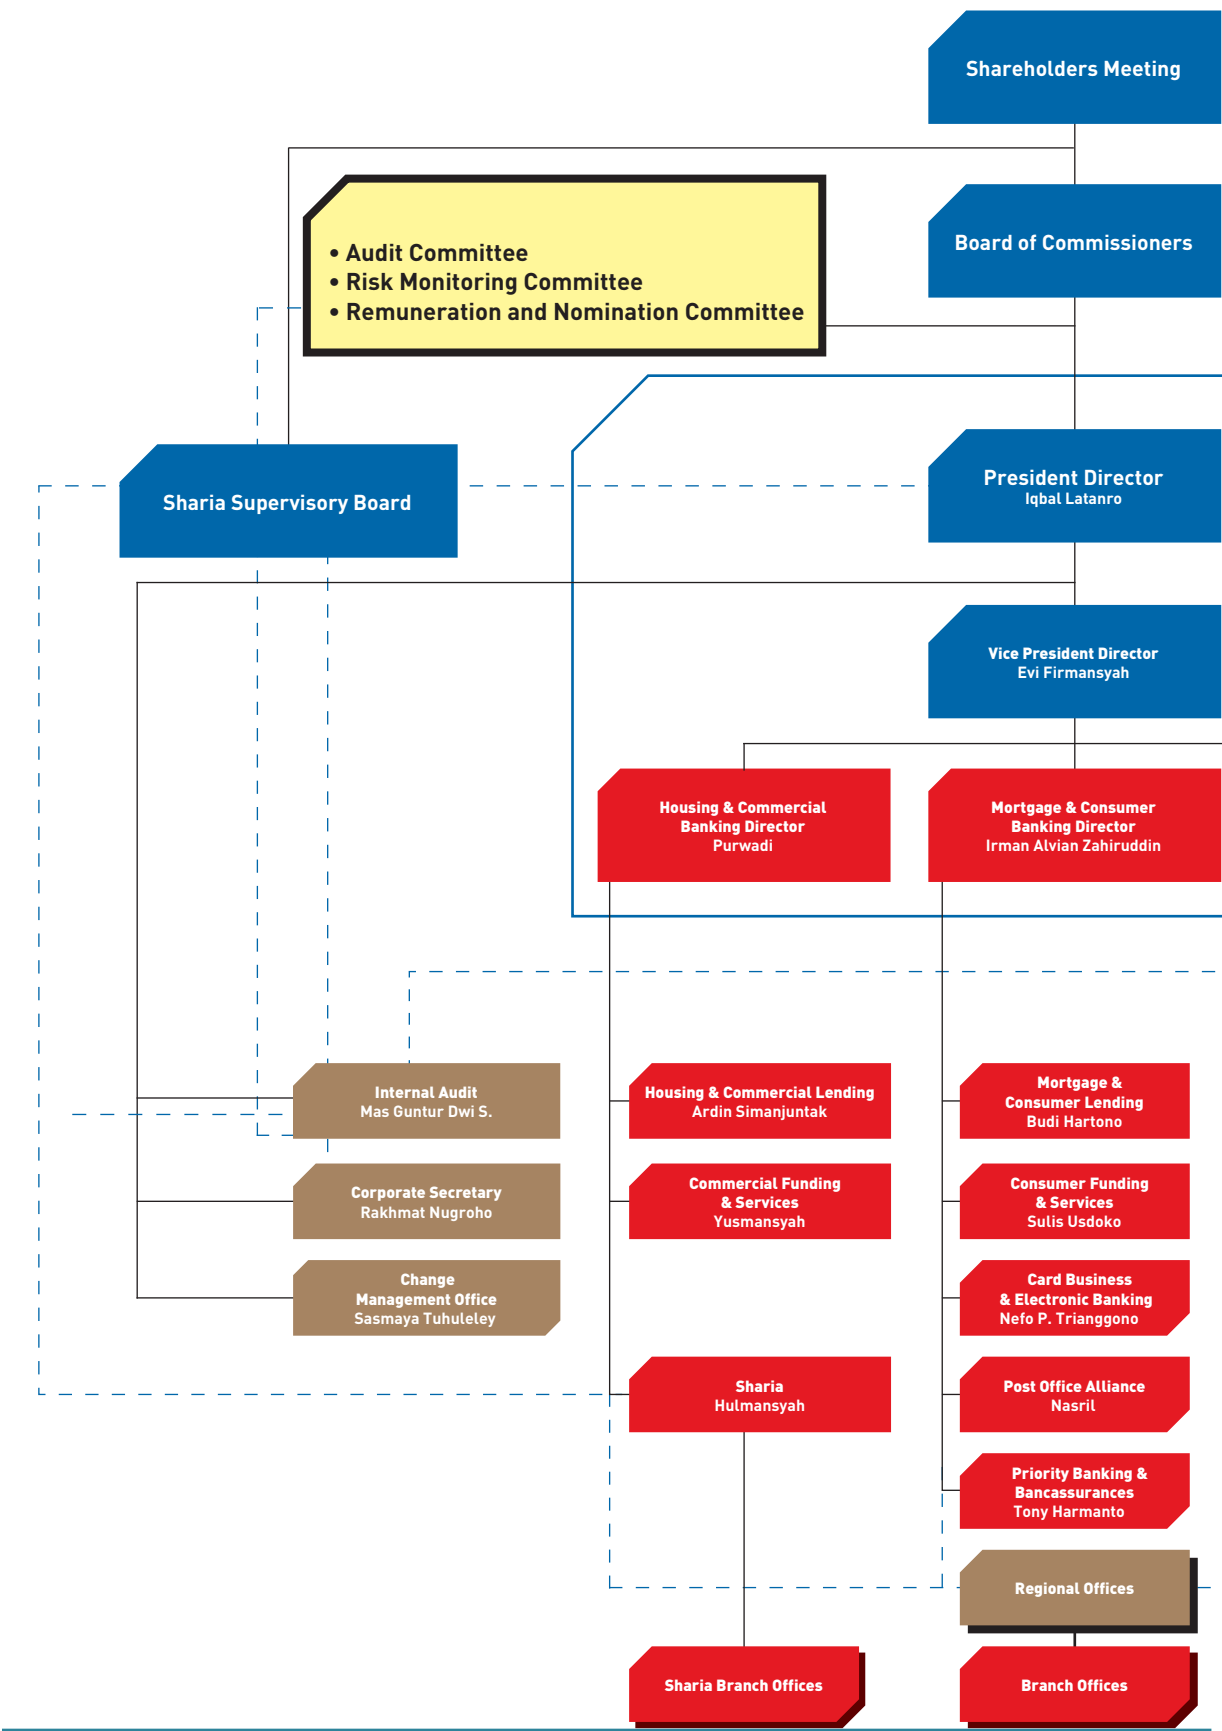 Shareholders Meeting
Board of Commissioners
• Audit Committee
• Risk Monitoring Committee
• Remuneration and Nomination Committee
Sharia Supervisory Board
President Director
Iqbal Latanro
Vice President Director
Evi Firmansyah
Housing & Commercial
Banking Director
Purwadi
Mortgage & Consumer
Banking Director
Irman Alvian Zahiruddin
Internal Audit
Mas Guntur Dwi S.
Housing & Commercial Lending
Ardin Simanjuntak
Mortgage &
Consumer Lending
Budi Hartono
Corporate Secretary
Rakhmat Nugroho
Commercial Funding
& Services
Yusmansyah
Consumer Funding
& Services
Sulis Usdoko
Change
Management Office
Sasmaya Tuhuleley
Card Business
& Electronic Banking
Nefo P. Trianggono
Sharia
Hulmansyah
Post Office Alliance
Nasril
Priority Banking &
Bancassurances
Tony Harmanto
Regional Offices
Sharia Branch Offices
Branch Offices